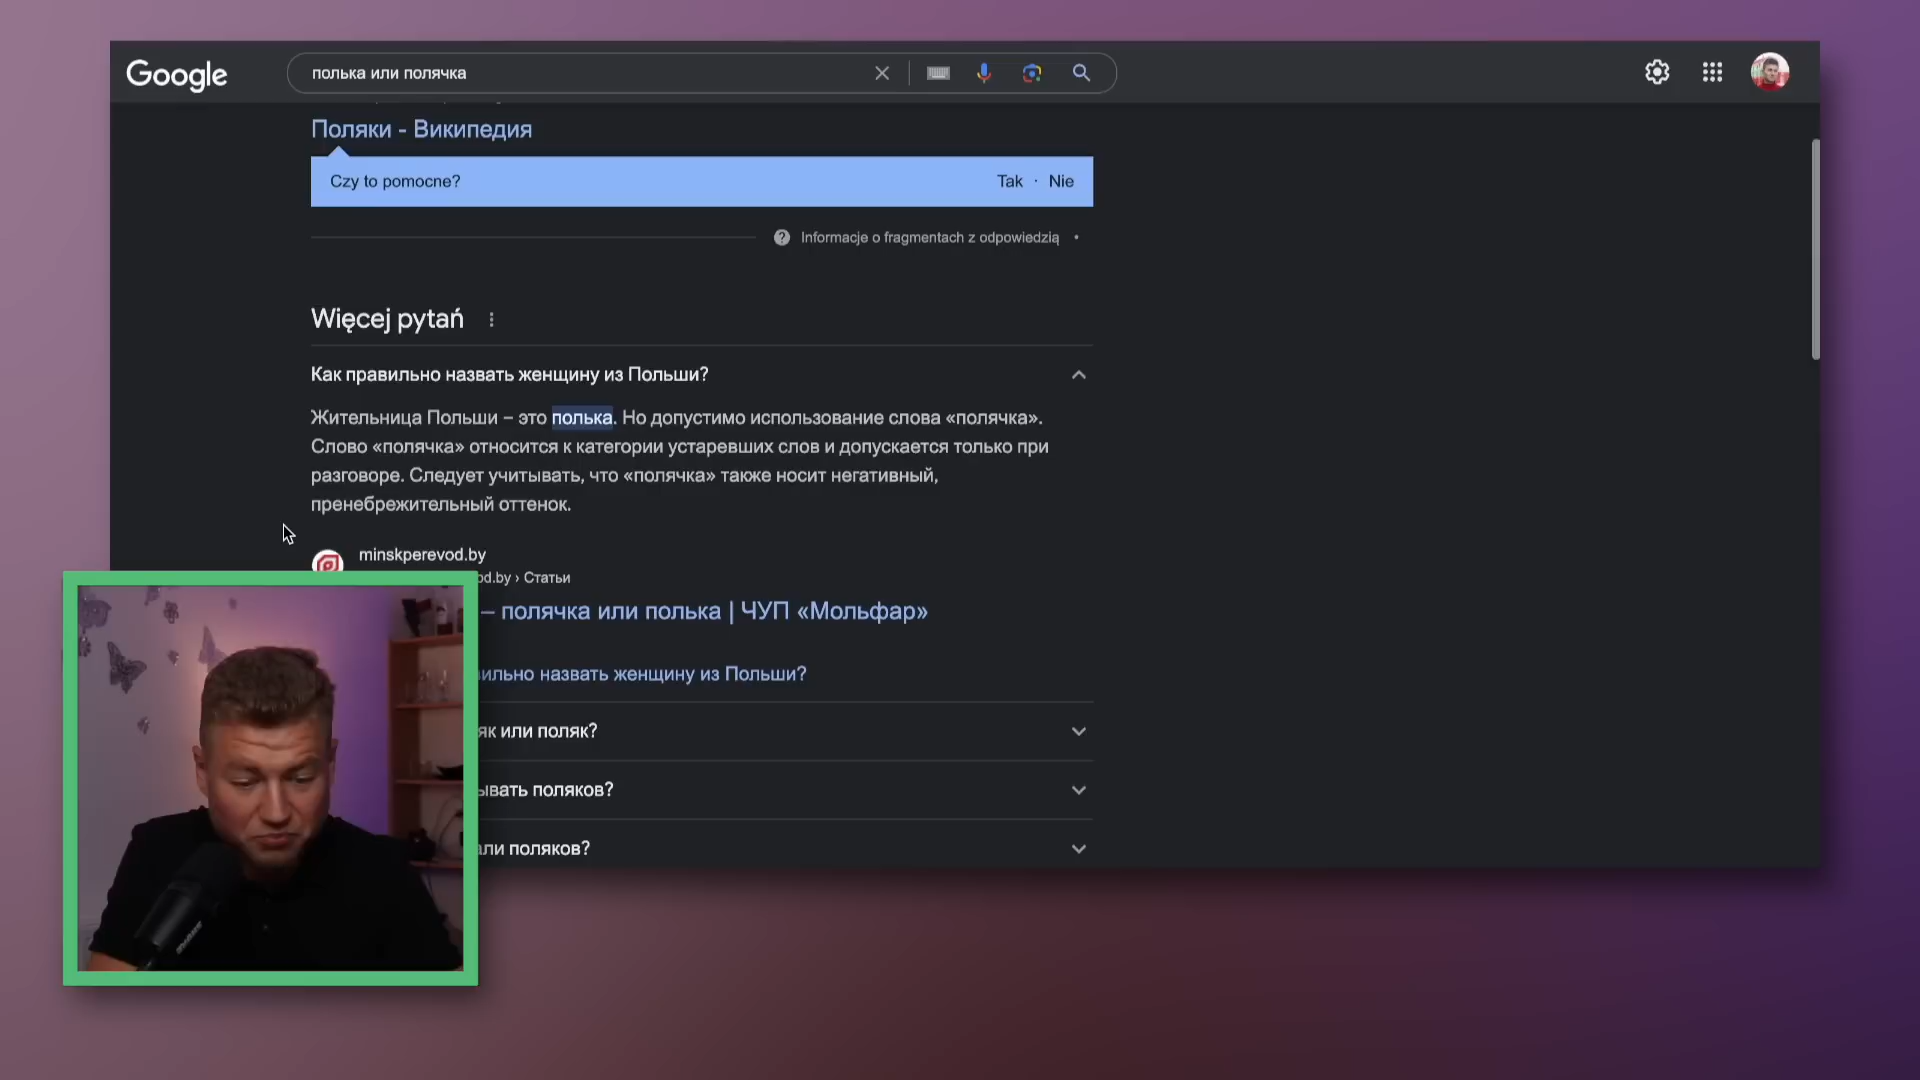 Google
полька или полячка
Поляки - Википедия
Czy to pomocne?
Tak · Nie
Informacje o fragmentach z odpowiedzią •
Więcej pytań
Как правильно назвать женщину из Польши?
Жительница Польши – это полька. Но допустимо использование слова «полячка».
Слово «полячка» относится к категории устаревших слов и допускается только при
разговоре. Следует учитывать, что «полячка» также носит негативный,
пренебрежительный оттенок.
minskperevod.by
od.by › Статьи
– полячка или полька | ЧУП «Мольфар»
вильно назвать женщину из Польши?
як или поляк?
ывать поляков?
али поляков?